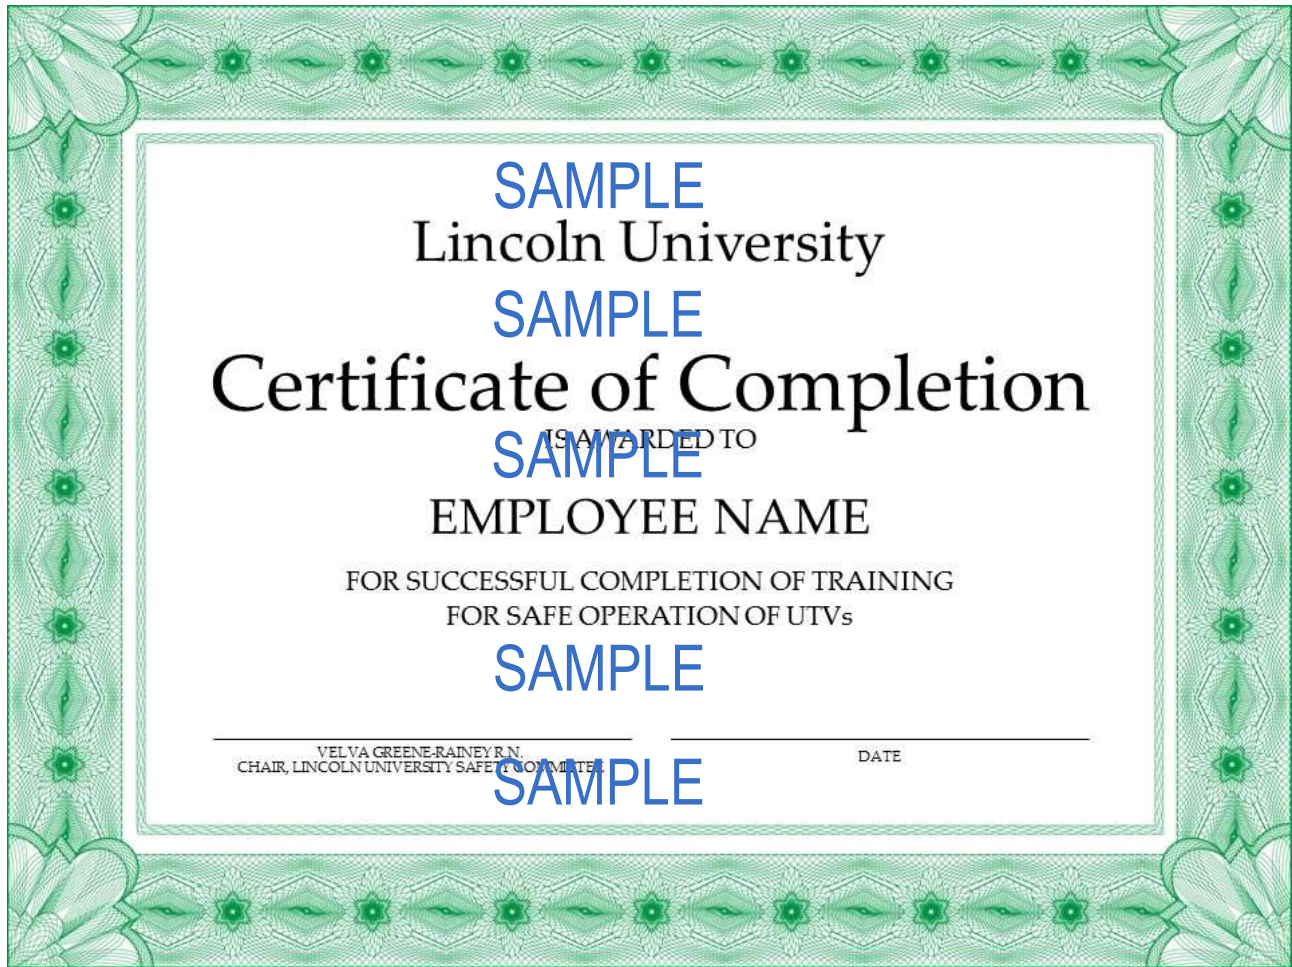 SAMPLE
Lincoln University
SAMPLE
Certificate of Completion
IS AWARDED TO
SAMPLE
EMPLOYEE NAME
FOR SUCCESSFUL COMPLETION OF TRAINING
FOR SAFE OPERATION OF UTVs
SAMPLE
VELVA GREENE-RAINEY R.N.
CHAIR, LINCOLN UNIVERSITY SAFETY COMMITTEE
DATE
SAMPLE